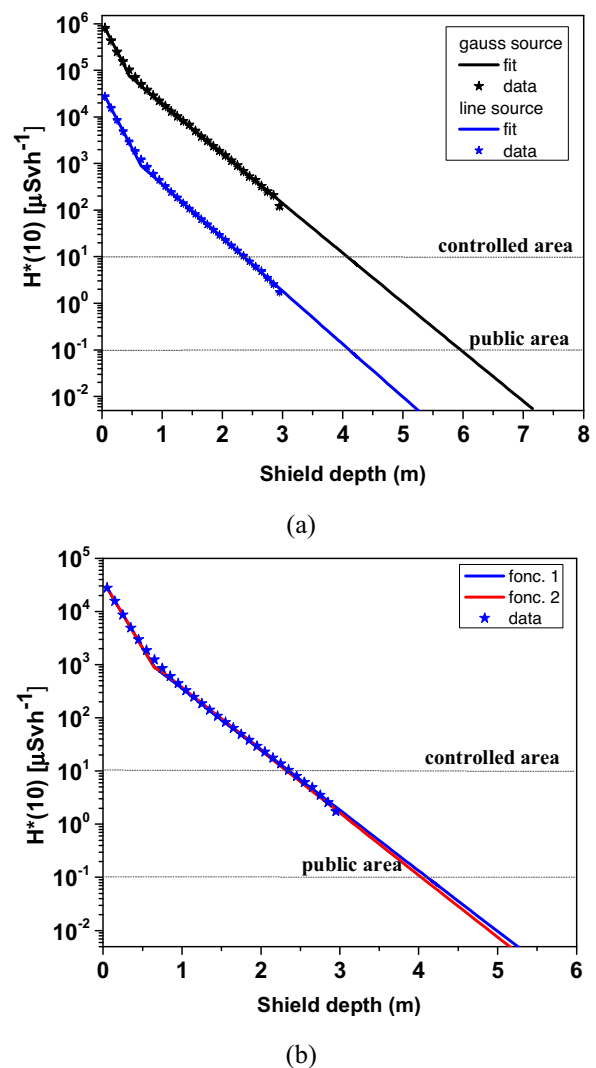 10^6
10^5
10^4
10^3
10^2
10^1
10^0
10^-1
10^-2
H*(10) [µSvh^-1]
gauss source
fit
data
line source
fit
data
controlled area
public area
0 1 2 3 4 5 6 7 8
Shield depth (m)
(a)
10^5
10^4
10^3
10^2
10^1
10^0
10^-1
10^-2
H*(10) [µSvh^-1]
fonc. 1
fonc. 2
data
controlled area
public area
0 1 2 3 4 5 6
Shield depth (m)
(b)